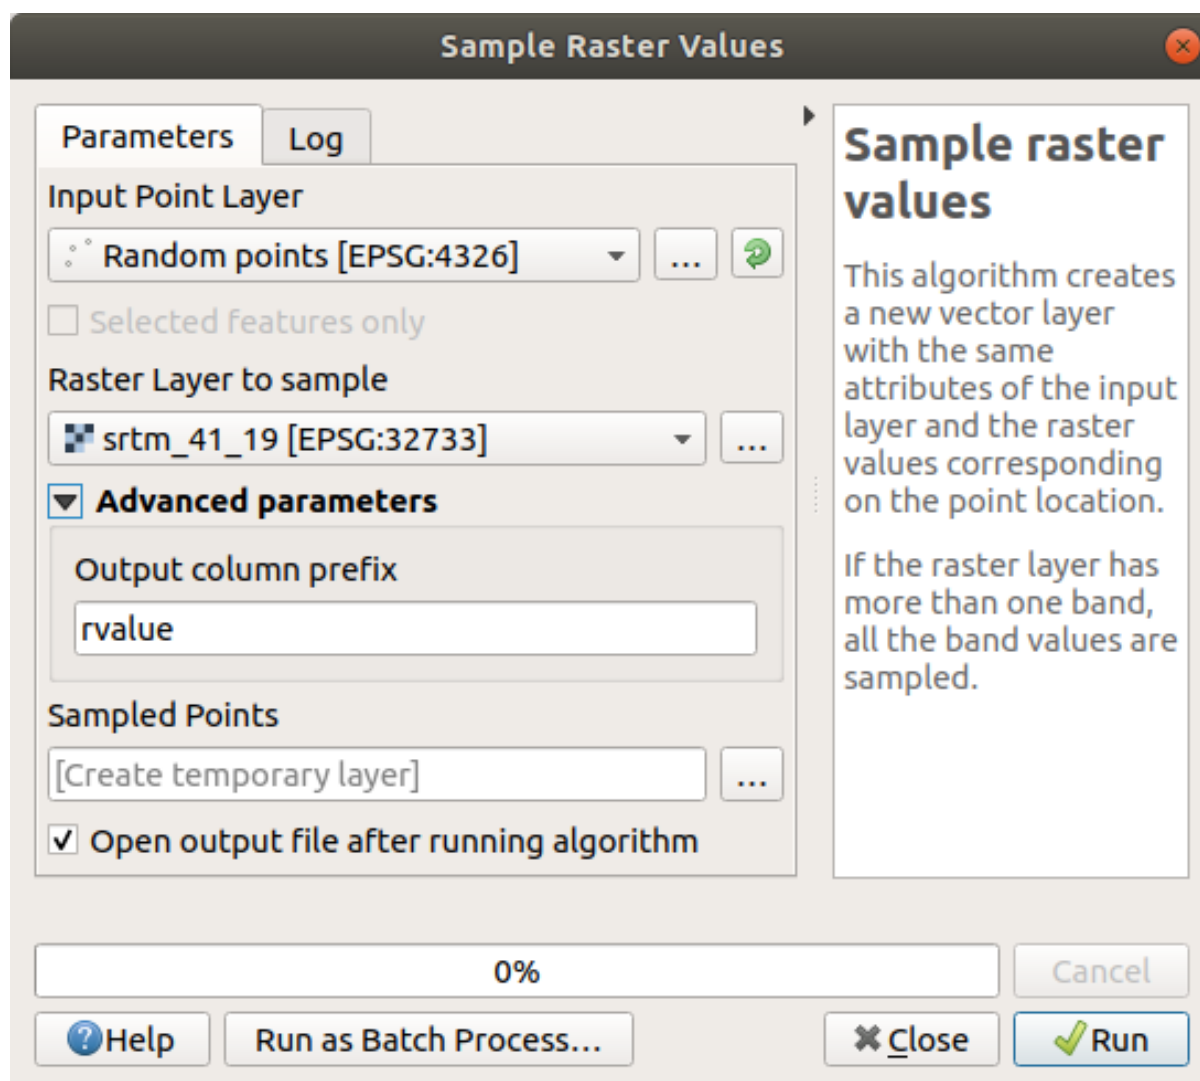 Sample Raster Values
Parameters
Log
Input Point Layer
Random points [EPSG:4326]
...
Selected features only
Raster Layer to sample
srtm_41_19 [EPSG:32733]
...
Advanced parameters
Output column prefix
rvalue
Sampled Points
[Create temporary layer]
...
Open output file after running algorithm
Sample raster
values
This algorithm creates
a new vector layer
with the same
attributes of the input
layer and the raster
values corresponding
on the point location.
If the raster layer has
more than one band,
all the band values are
sampled.
0%
Cancel
Help
Run as Batch Process...
Close
Run